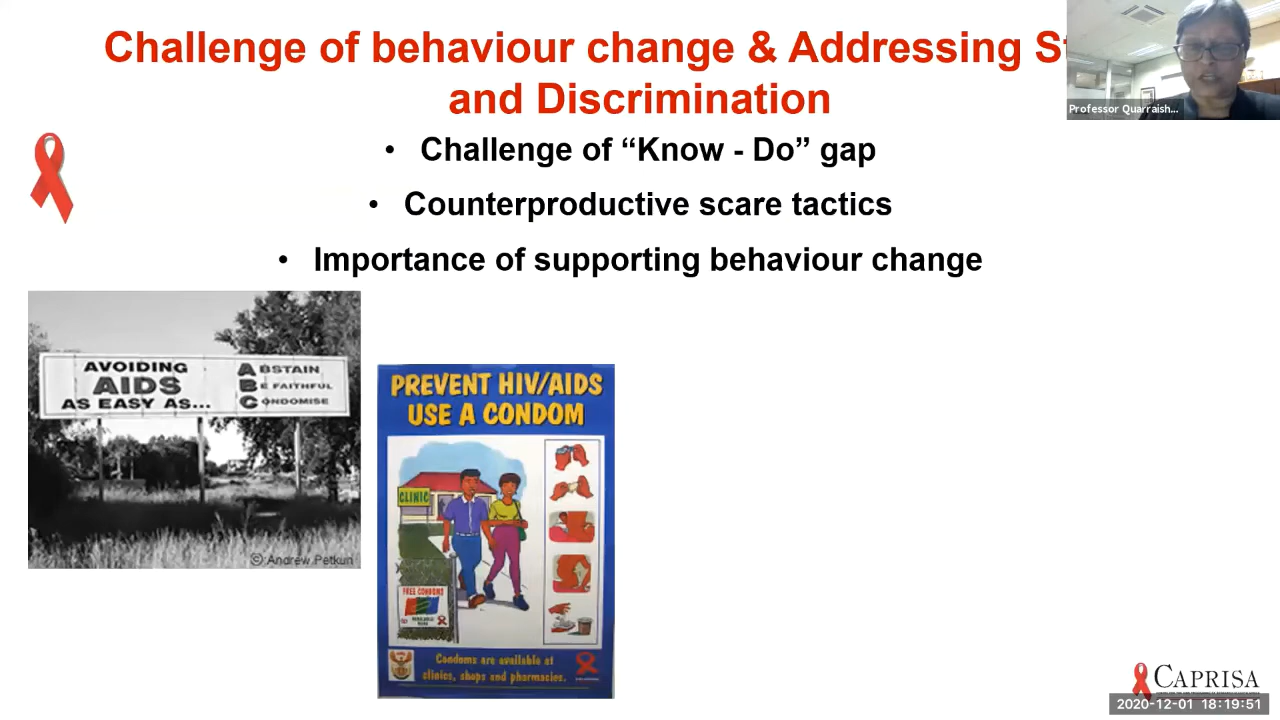 Challenge of behaviour change & Addressing St
and Discrimination
Professor Quarraish...
• Challenge of “Know - Do” gap
• Counterproductive scare tactics
• Importance of supporting behaviour change
AVOIDING
AIDS
AS EASY AS...
ABSTAIN
BE FAITHFUL
CONDOMISE
© Andrew Petkun
PREVENT HIV/AIDS
USE A CONDOM
CLINIC
FREE CONDOMS
Condoms are available at
clinics, shops and pharmacies.
CAPRISA
2020-12-01 18:19:51